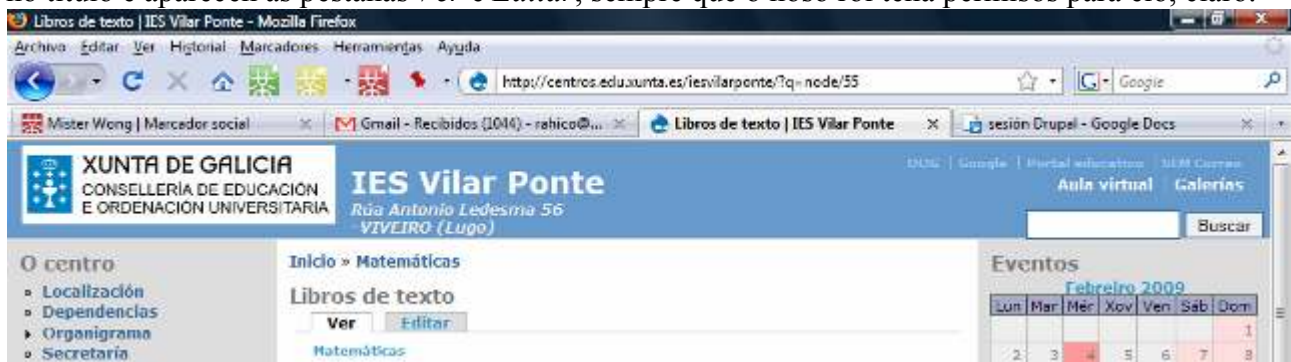 no título e aparecen as pestanas Ver e Editar, sempre que o noso rol teña permisos para elo, claro.
Libros de texto | IES Vilar Ponte - Mozilla Firefox
Archivo Editar Ver Historial Marcadores Herramientas Ayuda
http://centros.edu.xunta.es/iesvilarponte/?q=node/55
Google
Mister Wong | Marcador social
Gmail - Recibidos (1044) - rahico@...
Libros de texto | IES Vilar Ponte
sesión Drupal - Google Docs
XUNTA DE GALICIA
CONSELLERÍA DE EDUCACIÓN
E ORDENACIÓN UNIVERSITARIA
IES Vilar Ponte
Rúa Antonio Ledesma 56
VIVEIRO (Lugo)
DOG | Google | Portal educativo | Correo
Aula virtual Galerías
Buscar
O centro
Localización
Dependencias
Organigrama
Secretaría
Inicio » Matemáticas
Libros de texto
Ver Editar
Matemáticas
Eventos
Febreiro 2009
Lun Mar Mér Xov Ven Sáb Dom
1
2 3 4 5 6 7 8